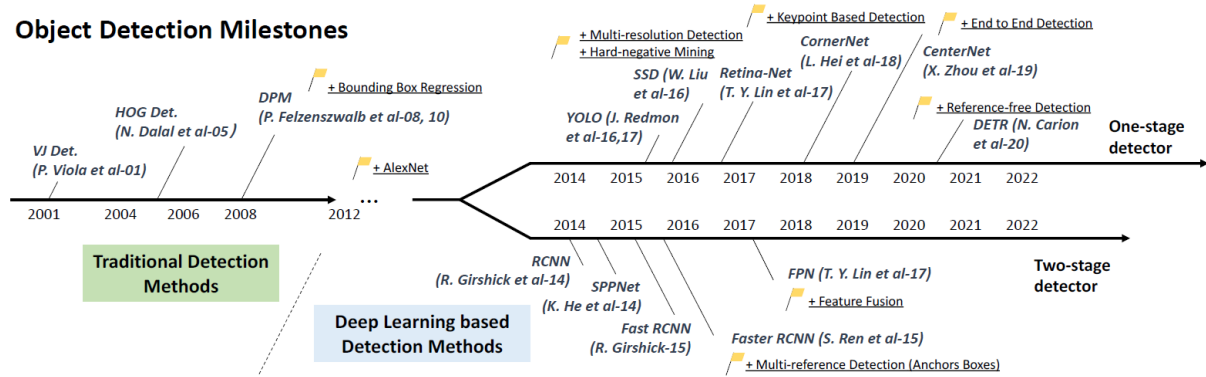 Object Detection Milestones
+ Multi-resolution Detection
+ Hard-negative Mining
+ Keypoint Based Detection
+ End to End Detection
+ Bounding Box Regression
+ AlexNet
+ Reference-free Detection
VJ Det.
(P. Viola et al-01)
HOG Det.
(N. Dalal et al-05)
DPM
(P. Felzenszwalb et al-08, 10)
YOLO (J. Redmon
et al-16,17)
SSD (W. Liu
et al-16)
Retina-Net
(T. Y. Lin et al-17)
CornerNet
(L. Hei et al-18)
CenterNet
(X. Zhou et al-19)
DETR (N. Carion
et al-20)
One-stage
detector
2014 2015 2016 2017 2018 2019 2020 2021 2022
2001 2004 2006 2008 2012 ...
2014 2015 2016 2017 2018 2019 2020 2021 2022
Two-stage
detector
Traditional Detection
Methods
Deep Learning based
Detection Methods
RCNN
(R. Girshick et al-14)
SPPNet
(K. He et al-14)
Fast RCNN
(R. Girshick-15)
Faster RCNN (S. Ren et al-15)
+ Multi-reference Detection (Anchors Boxes)
FPN (T. Y. Lin et al-17)
+ Feature Fusion